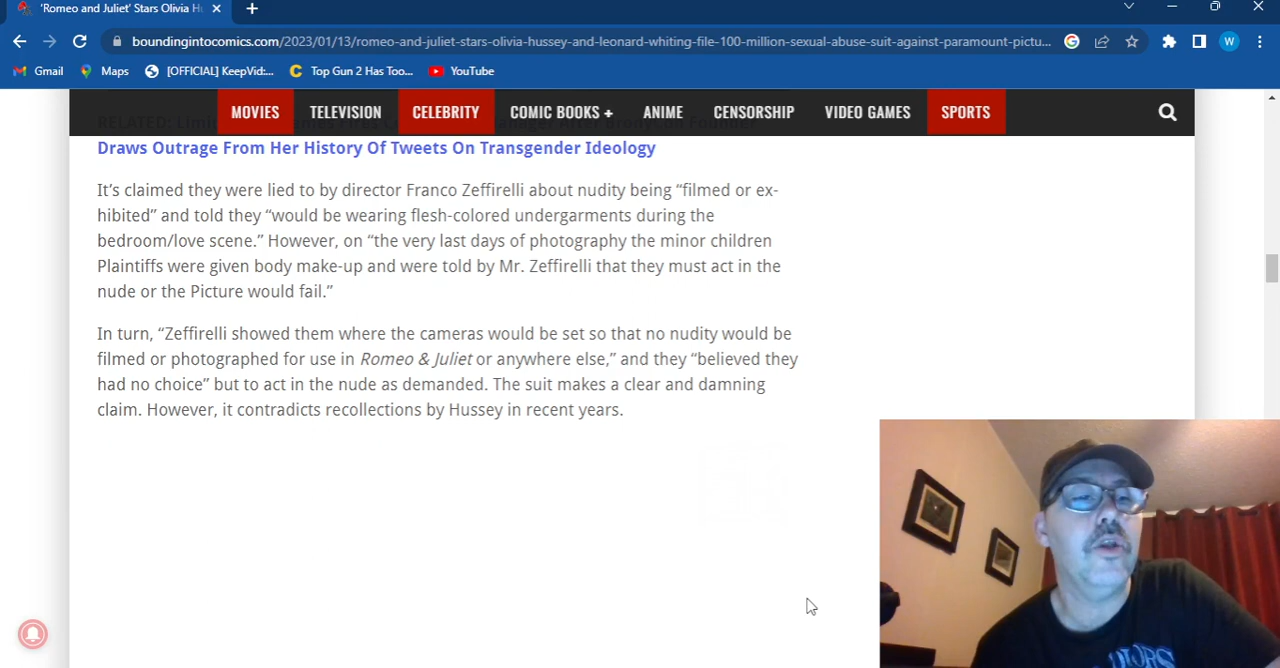 'Romeo and Juliet' Stars Olivia H
boundingintocomics.com/2023/01/13/romeo-and-juliet-stars-olivia-hussey-and-leonard-whiting-file-100-million-sexual-abuse-suit-against-paramount-pictu...
W
Gmail
Maps
[OFFICIAL] KeepVid:...
Top Gun 2 Has Too...
YouTube
MOVIES
TELEVISION
CELEBRITY
COMIC BOOKS +
ANIME
CENSORSHIP
VIDEO GAMES
SPORTS
RELATED:
Draws Outrage From Her History Of Tweets On Transgender Ideology
It's claimed they were lied to by director Franco Zeffirelli about nudity being “filmed or ex-
hibited” and told they “would be wearing flesh-colored undergarments during the
bedroom/love scene.” However, on “the very last days of photography the minor children
Plaintiffs were given body make-up and were told by Mr. Zeffirelli that they must act in the
nude or the Picture would fail.”
In turn, “Zeffirelli showed them where the cameras would be set so that no nudity would be
filmed or photographed for use in Romeo & Juliet or anywhere else,” and they “believed they
had no choice” but to act in the nude as demanded. The suit makes a clear and damning
claim. However, it contradicts recollections by Hussey in recent years.